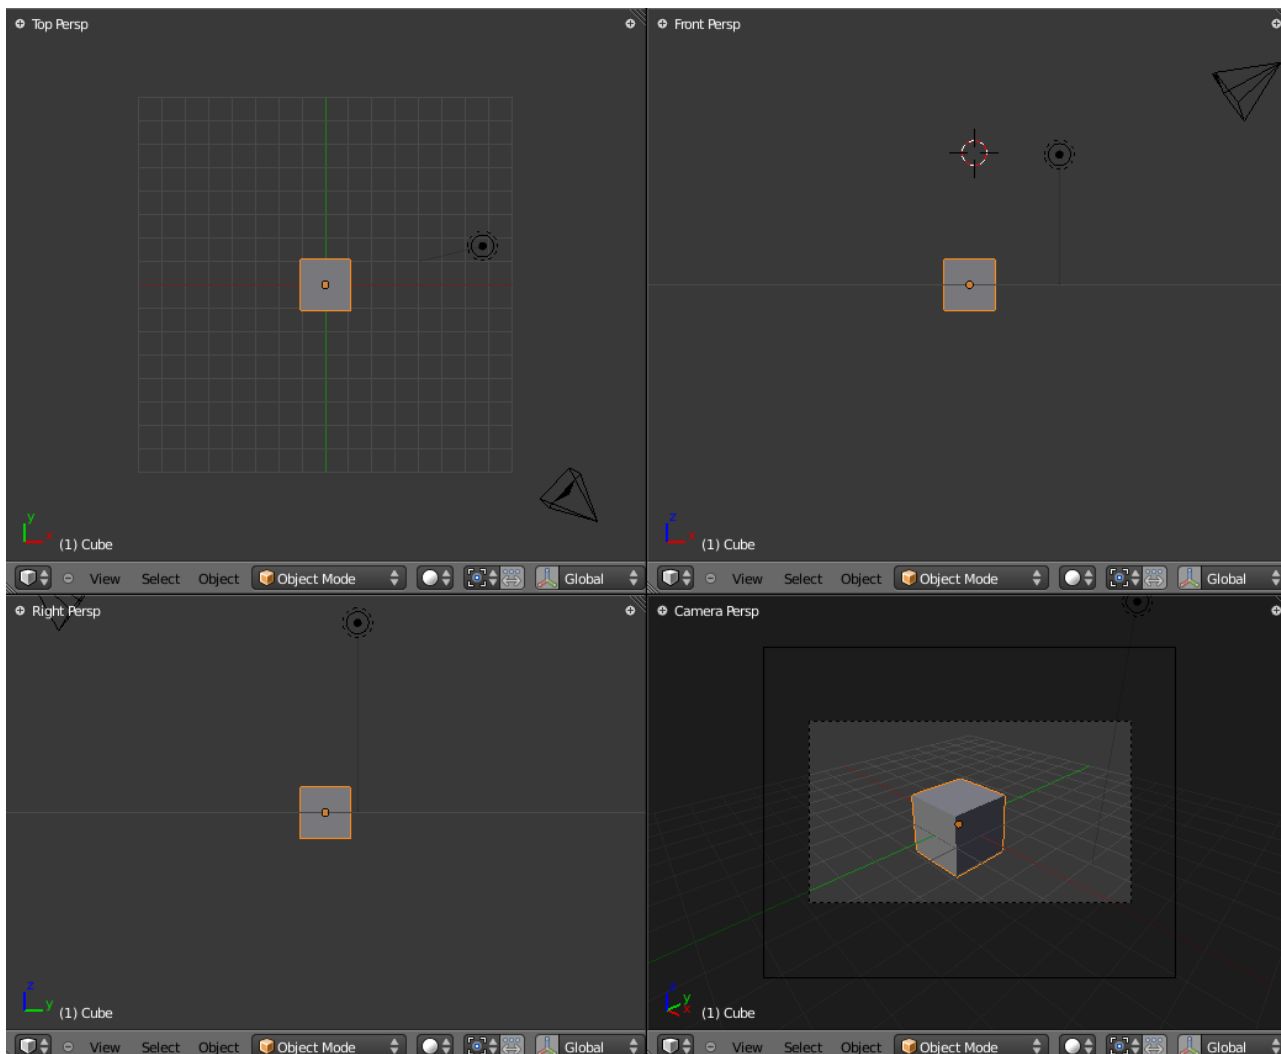 Top Persp
y
x
(1) Cube
View Select Object Object Mode Global
Front Persp
z
x
(1) Cube
View Select Object Object Mode Global
Right Persp
z
y
(1) Cube
View Select Object Object Mode Global
Camera Persp
z
y
x
(1) Cube
View Select Object Object Mode Global